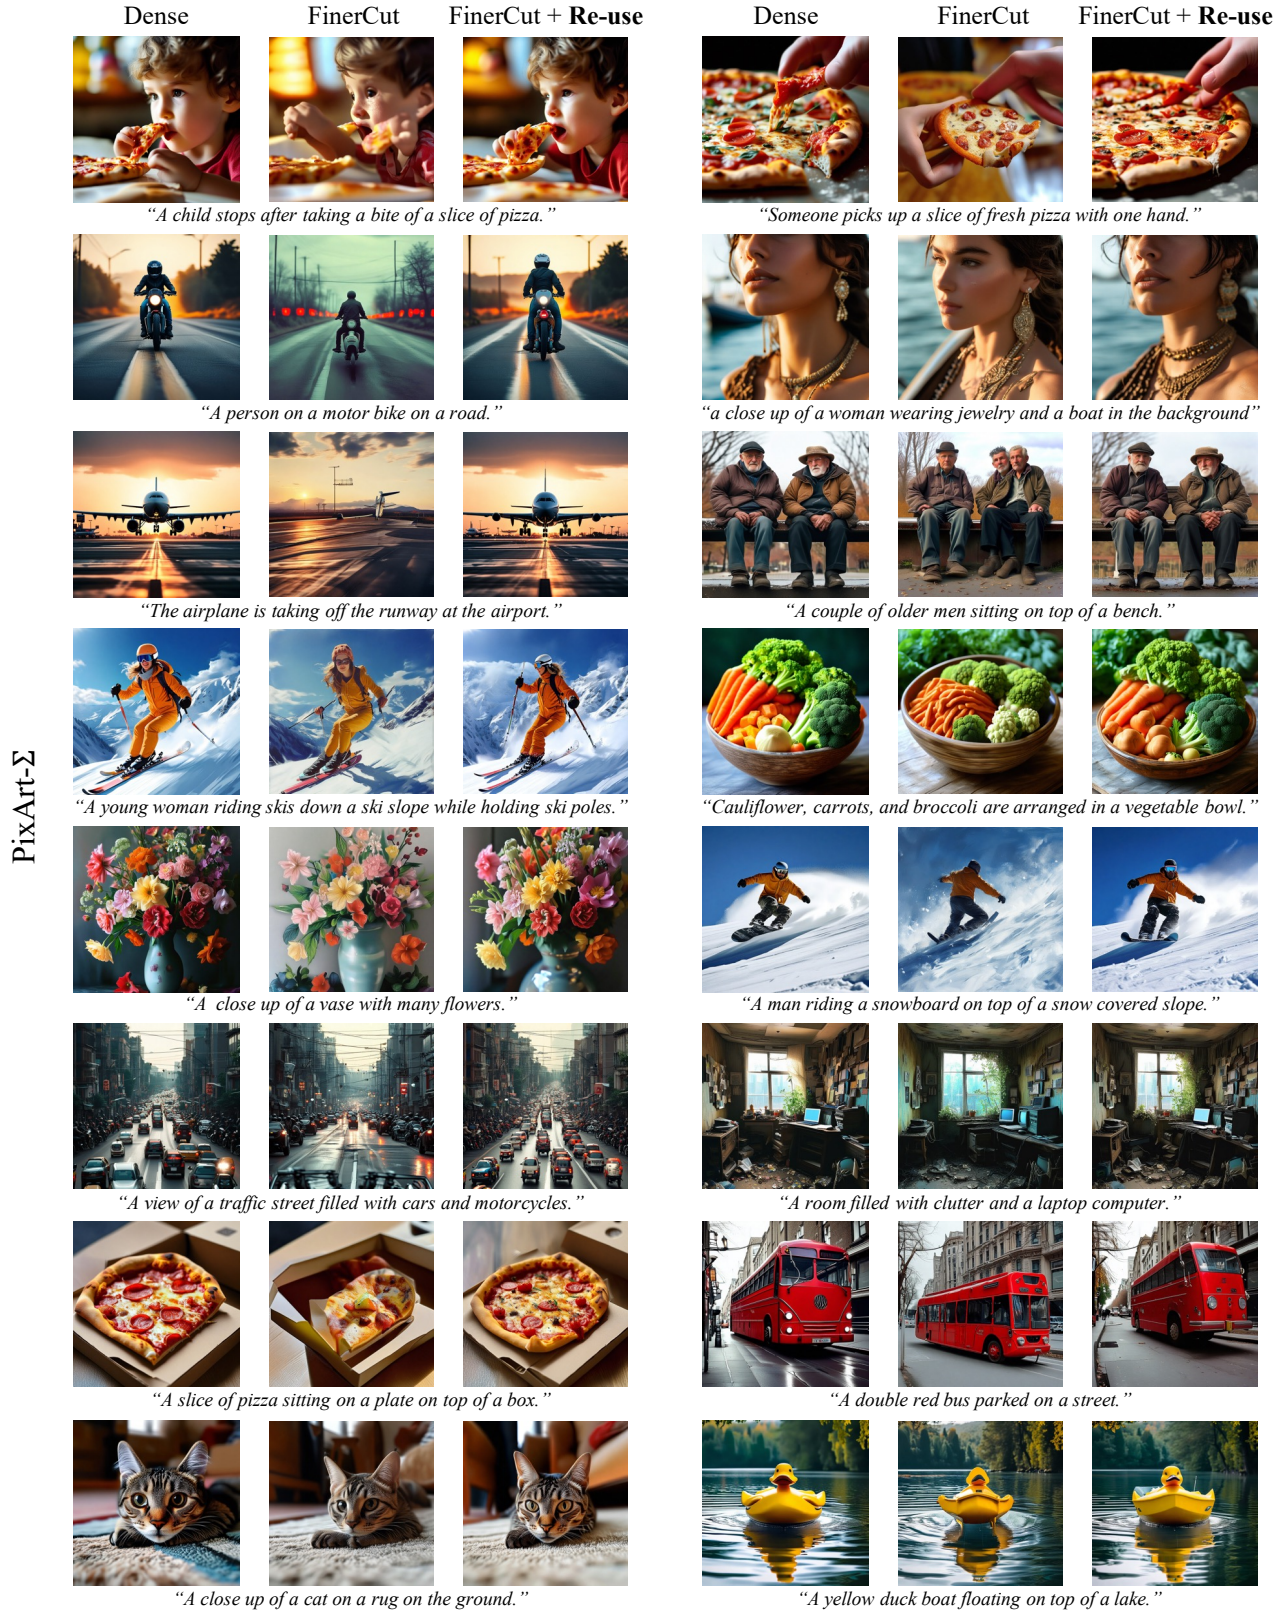 Dense FinerCut FinerCut + Re-use Dense FinerCut FinerCut + Re-use
“A child stops after taking a bite of a slice of pizza.” “Someone picks up a slice of fresh pizza with one hand.”
“A person on a motor bike on a road.” “a close up of a woman wearing jewelry and a boat in the background”
“The airplane is taking off the runway at the airport.” “A couple of older men sitting on top of a bench.”
“A young woman riding skis down a ski slope while holding ski poles.” “Cauliflower, carrots, and broccoli are arranged in a vegetable bowl.”
PixArt-Σ
“A close up of a vase with many flowers.” “A man riding a snowboard on top of a snow covered slope.”
“A view of a traffic street filled with cars and motorcycles.” “A room filled with clutter and a laptop computer.”
“A slice of pizza sitting on a plate on top of a box.” “A double red bus parked on a street.”
“A close up of a cat on a rug on the ground.” “A yellow duck boat floating on top of a lake.”